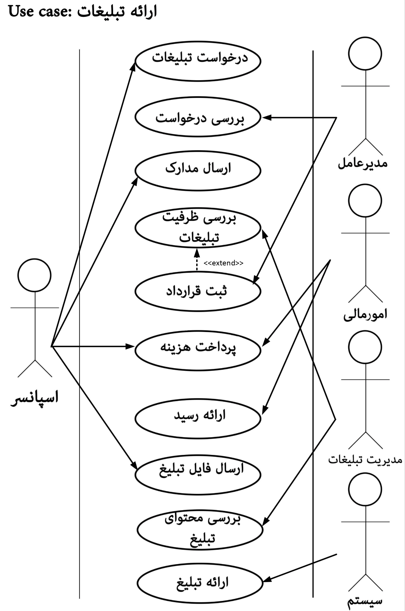 Use case: ارائه تبلیغات
درخواست تبلیغات
بررسی درخواست
مدیرعامل
ارسال مدارک
بررسی ظرفیت
تبلیغات
<<extend>>
ثبت قرارداد
امورمالی
پرداخت هزینه
اسپانسر
ارائه رسید
مدیریت تبلیغات
ارسال فایل تبلیغ
بررسی محتوای
تبلیغ
ارائه تبلیغ
سیستم